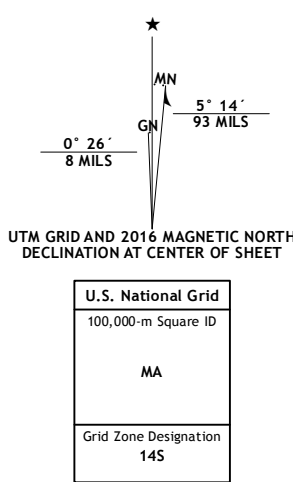 MN
GN
5° 14´
93 MILS
0° 26´
8 MILS
UTM GRID AND 2016 MAGNETIC NORTH
DECLINATION AT CENTER OF SHEET
U.S. National Grid
100,000-m Square ID
MA
Grid Zone Designation
14S